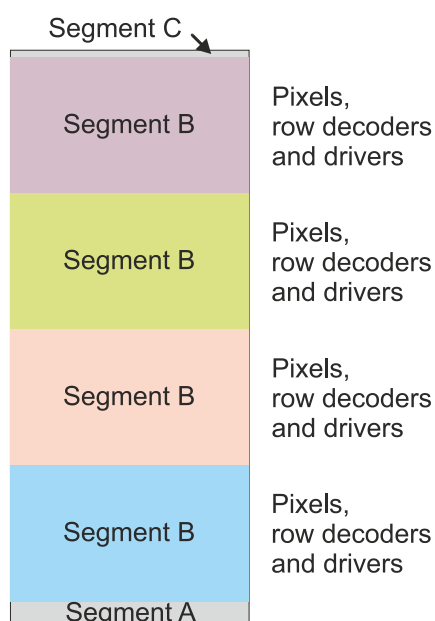 Segment C
Segment B
Pixels,
row decoders
and drivers
Segment B
Pixels,
row decoders
and drivers
Segment B
Pixels,
row decoders
and drivers
Segment B
Pixels,
row decoders
and drivers
Segment A